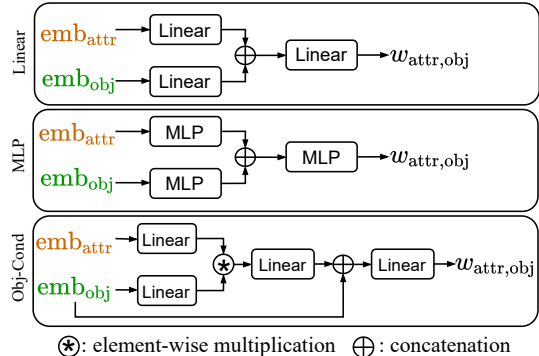 Linear
emb_attr Linear
⊕ Linear w_attr,obj
emb_obj Linear
MLP
emb_attr MLP
⊕ MLP w_attr,obj
emb_obj MLP
Obj-Cond
emb_attr Linear
⊛ Linear ⊕ Linear w_attr,obj
emb_obj Linear
⊛: element-wise multiplication ⊕: concatenation